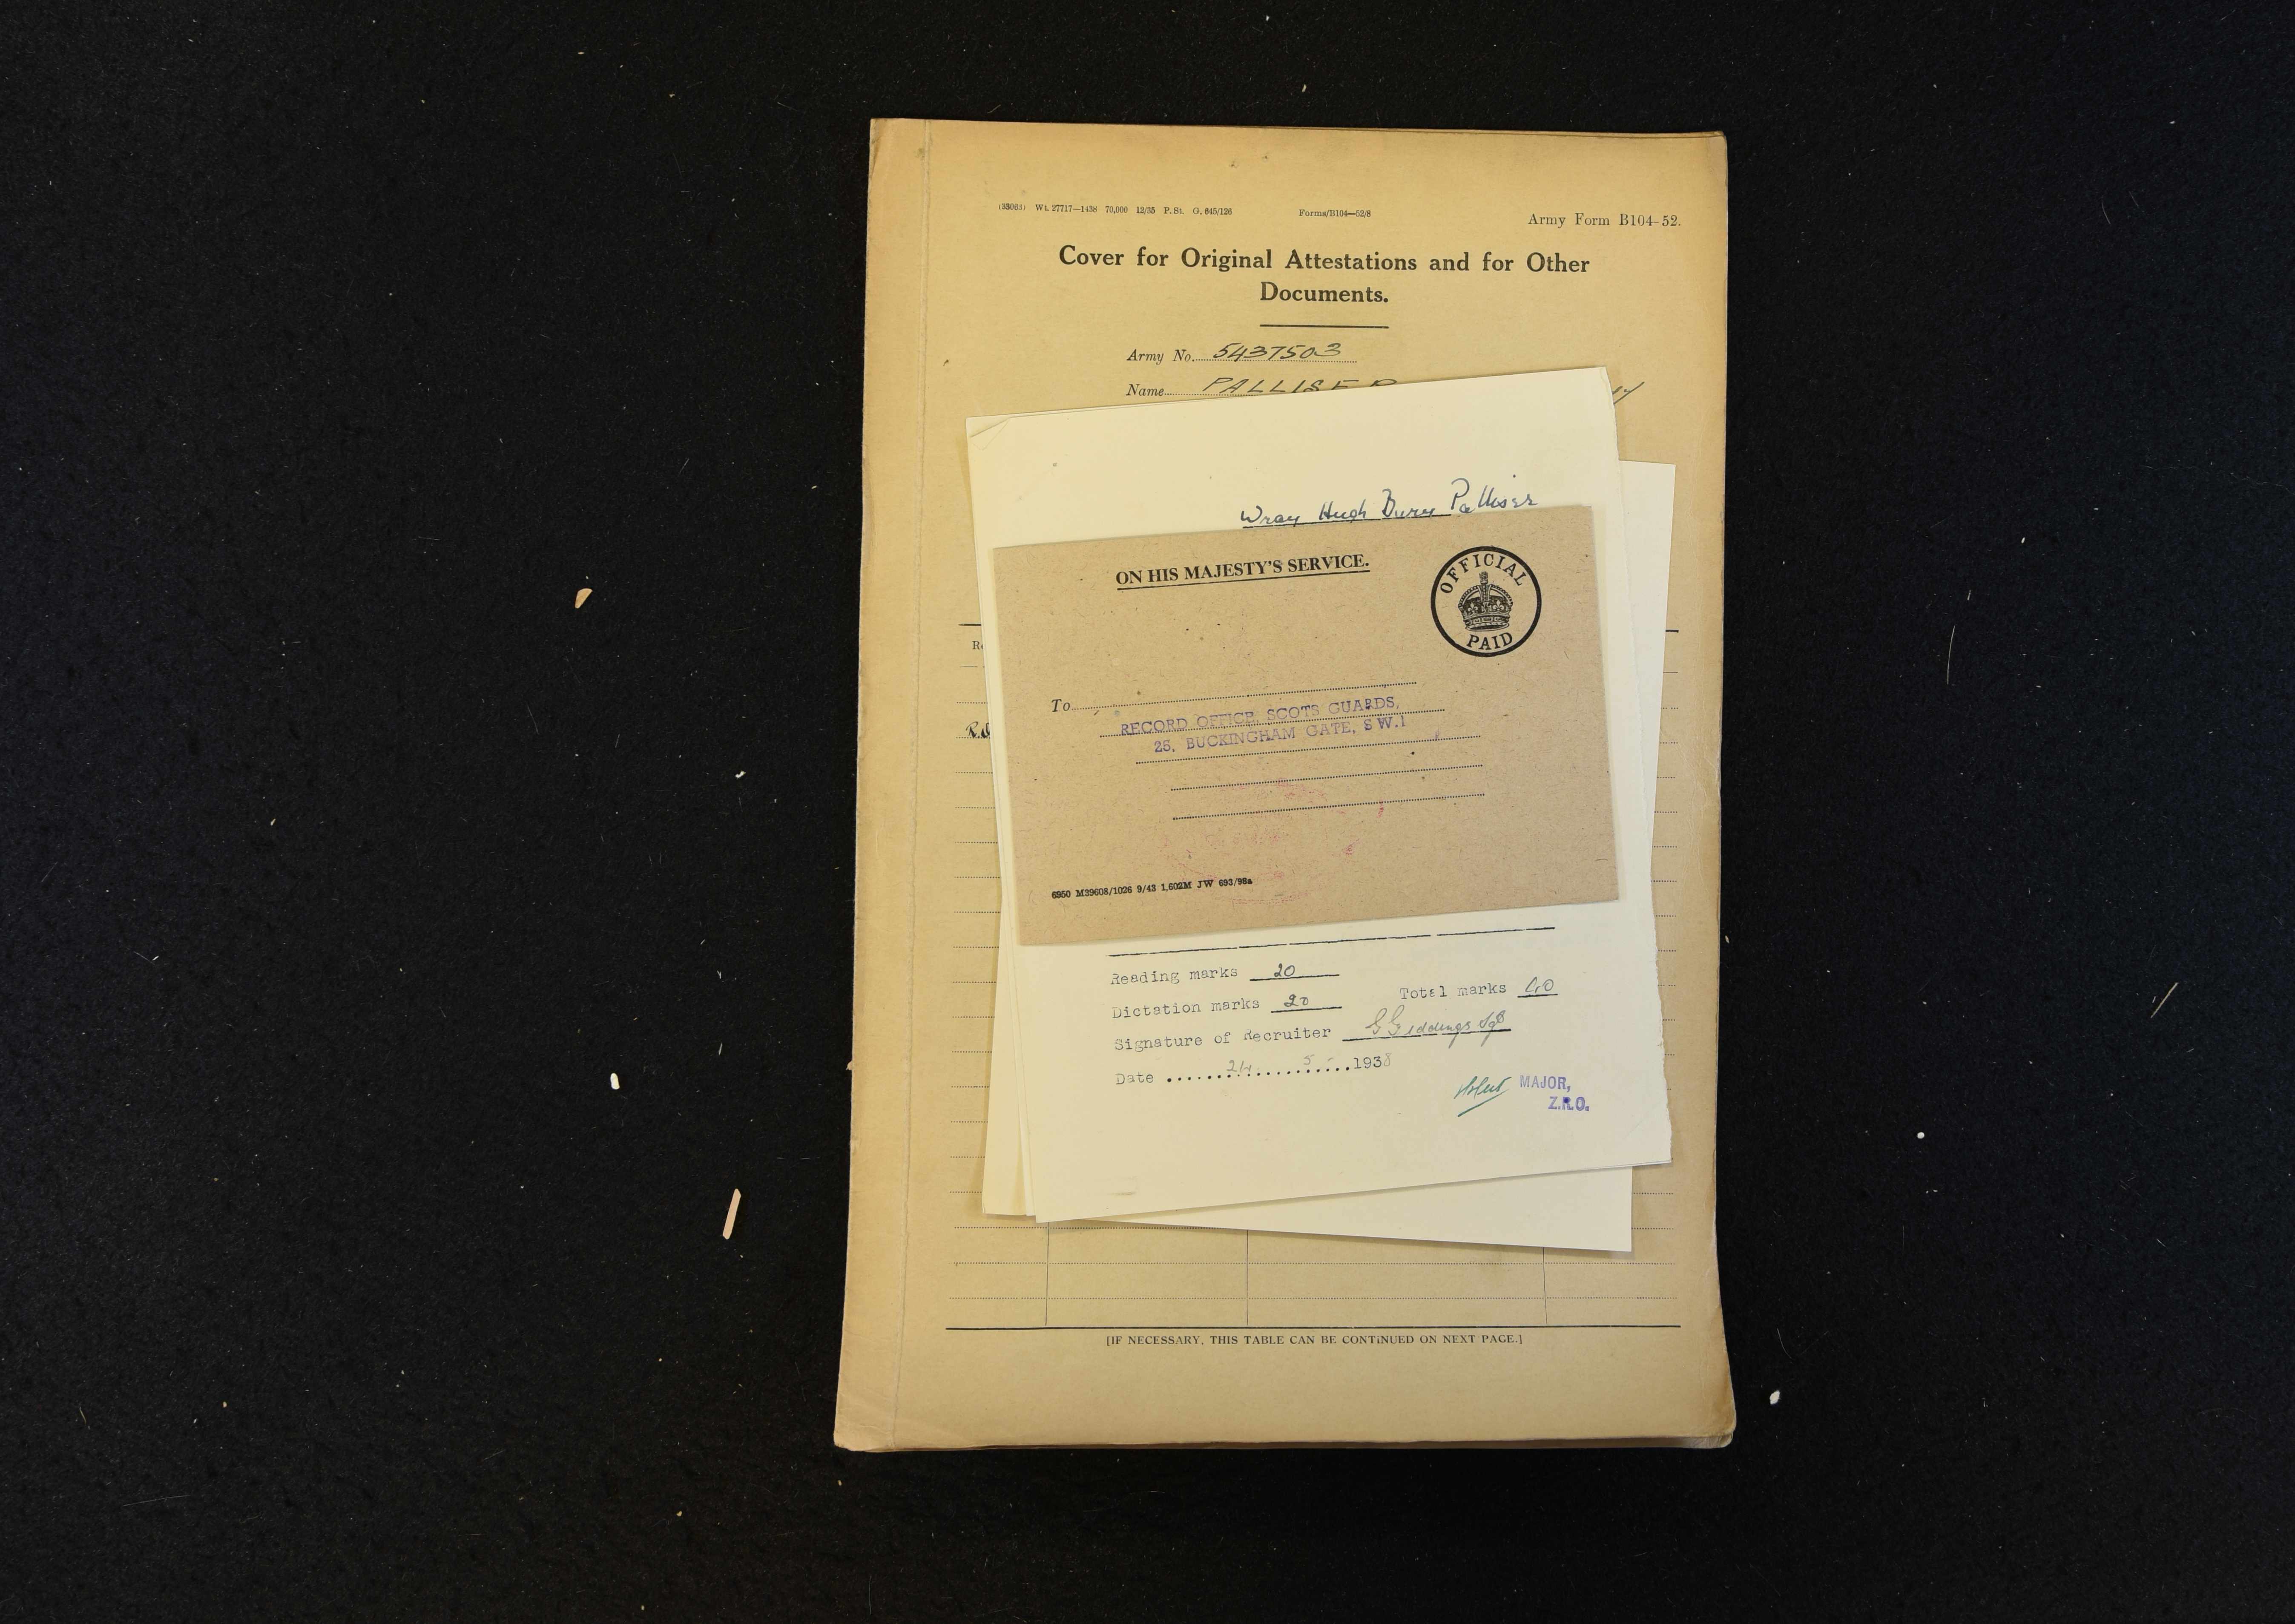 (33063) Wt. 27717—1438 70,000 12/35 P. St. G. 645/126 Forms/B104—52/8
Army Form B104-52.
Cover for Original Attestations and for Other
Documents.
Army No. 5437503
Name PALLISER
Wray Hugh Bury Palliser
ON HIS MAJESTY'S SERVICE.
OFFICIAL
PAID
To
RECORD OFFICE, SCOTS GUARDS,
25, BUCKINGHAM GATE, S W.1
6950 M39608/1026 9/43 1,602M JW 693/98a
Reading marks 20
Dictation marks 20 Total marks 40
Signature of Recruiter G Giddings
Date 24 5 - 1938
MAJOR,
Z.R.O.
[IF NECESSARY, THIS TABLE CAN BE CONTINUED ON NEXT PAGE.]